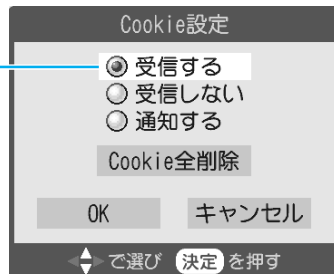 Cookie設定
受信する
受信しない
通知する
Cookie全削除
OK キャンセル
で選び 決定 を押す